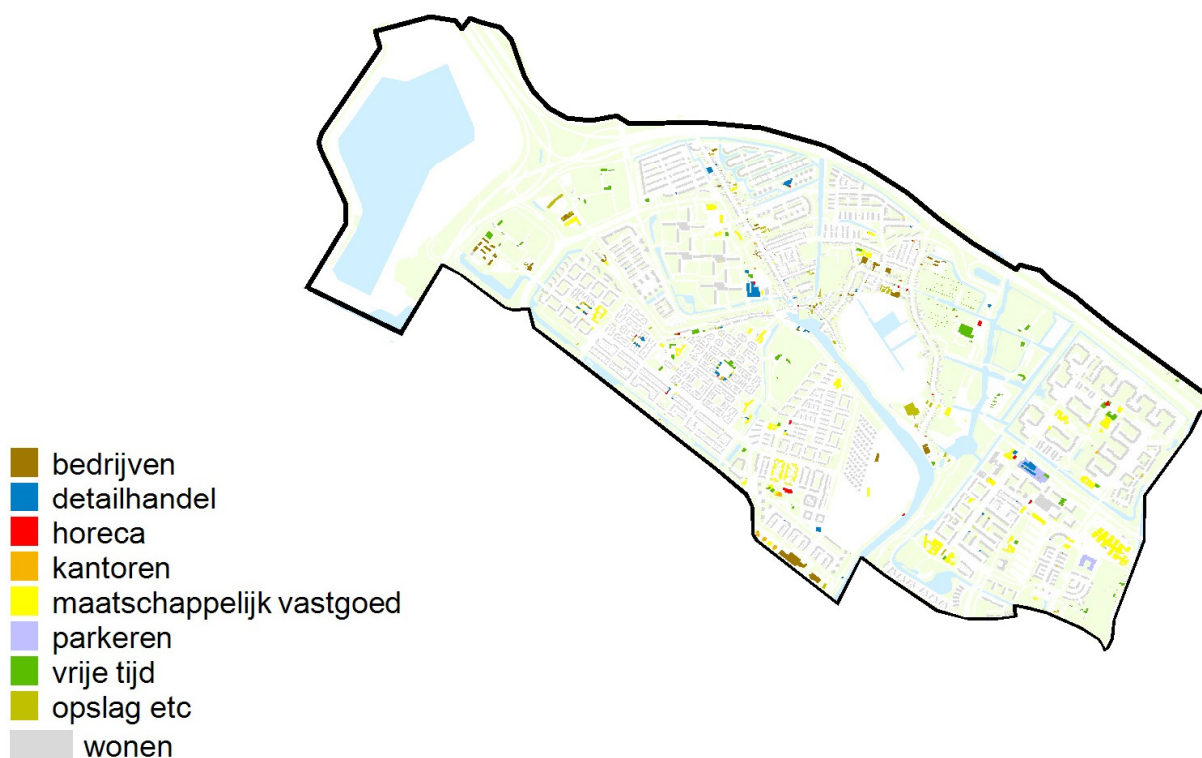 bedrijven
detailhandel
horeca
kantoren
maatschappelijk vastgoed
parkeren
vrije tijd
opslag etc
wonen